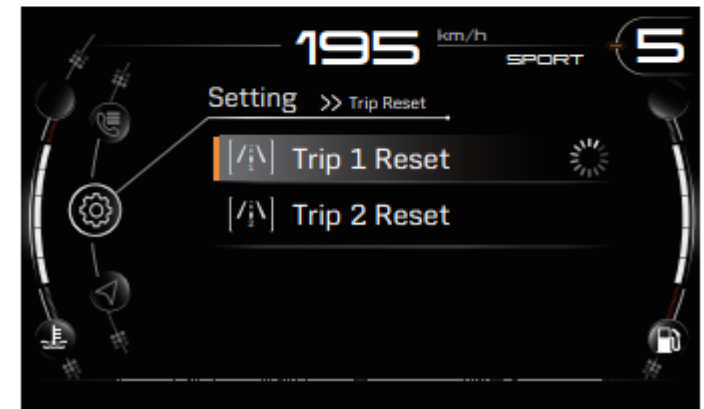 195 km/h
SPORT
5
Setting >> Trip Reset
Trip 1 Reset
Trip 2 Reset